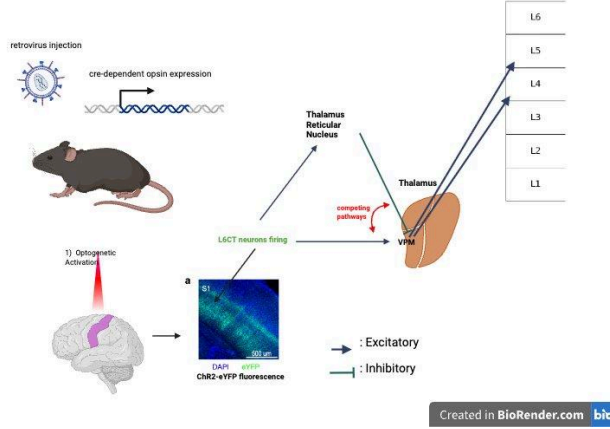 retrovirus injection
cre-dependent opsin expression
L6
L5
L4
L3
L2
L1
Thalamus
Reticular
Nucleus
Thalamus
competing
pathways
VPM
L6CT neurons firing
1) Optogenetic
Activation
a
S1
500 um
DAPI eYFP
ChR2-eYFP fluorescence
: Excitatory
: Inhibitory
Created in BioRender.com bio